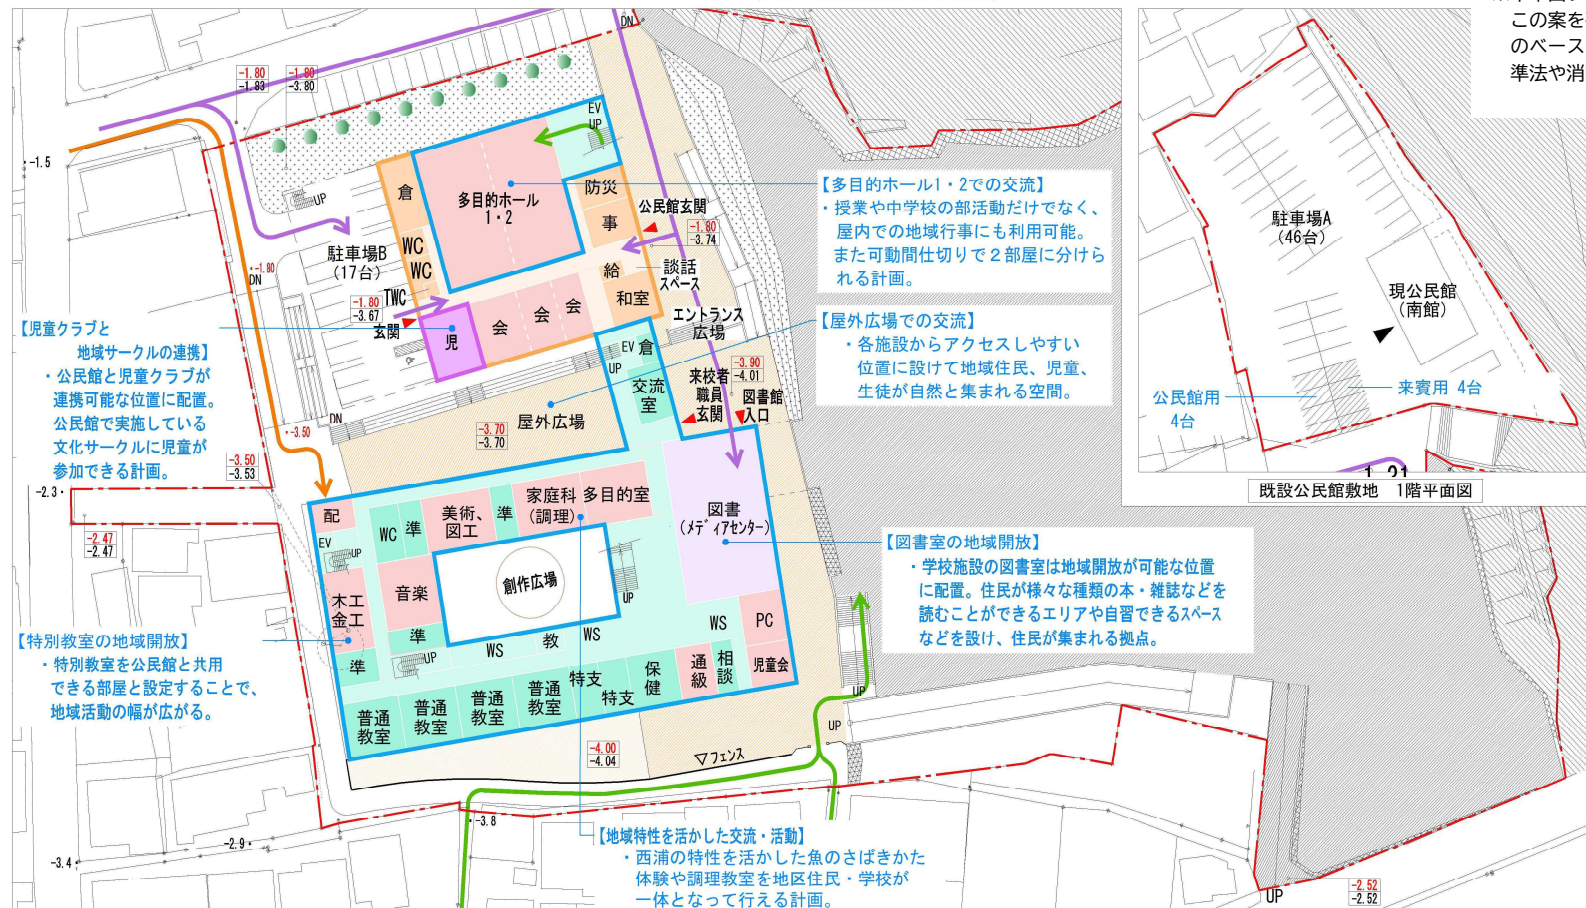 この案を
のベース
準法や消
DN
-1.80
-1.83
-1.80
-3.80
-1.5
EV
UP
倉
多目的ホール
1・2
防災
事
公民館玄関
-1.80
-3.74
UP
駐車場B
(17台)
WC
WC
-1.80
DN
TWC
-1.80
-3.67
玄関
児
会
会
会
給
和室
談話
スペース
エントランス
広場
【多目的ホール1・2での交流】
・授業や中学校の部活動だけでなく、
屋内での地域行事にも利用可能。
また可動間仕切りで2部屋に分けら
れる計画。
【屋外広場での交流】
・各施設からアクセスしやすい
位置に設けて地域住民、児童、
生徒が自然と集まれる空間。
【児童クラブと
地域サークルの連携】
・公民館と児童クラブが
連携可能な位置に配置。
公民館で実施している
文化サークルに児童が
参加できる計画。
EV
倉
UP
交流
室
来校者
職員
玄関
-3.90
-4.01
図書館
入口
DN
-3.50
屋外広場
-3.70
-3.70
-3.50
-3.53
-2.3
-2.47
-2.47
配
EV
UP
WC
準
美術、
図工
準
家庭科
(調理)
多目的室
図書
(メディアセンター)
木工
金工
音楽
創作広場
UP
準
準
UP
WS
教
WS
WS
PC
児童会
相談
通級
保健
特支
特支
普通
教室
普通
教室
普通
教室
普通
教室
【図書室の地域開放】
・学校施設の図書室は地域開放が可能な位置
に配置。住民が様々な種類の本・雑誌などを
読むことができるエリアや自習できるスペース
などを設け、住民が集まれる拠点。
【特別教室の地域開放】
・特別教室を公民館と共用
できる部屋と設定することで、
地域活動の幅が広がる。
UP
UP
-4.00
-4.04
▽フェンス
-3.8
-2.9
-3.4
【地域特性を活かした交流・活動】
・西浦の特性を活かした魚のさばきかた
体験や調理教室を地区住民・学校が
一体となって行える計画。
UP
-2.52
-2.52
駐車場A
(46台)
現公民館
(南館)
公民館用
4台
来賓用 4台
既設公民館敷地 1階平面図